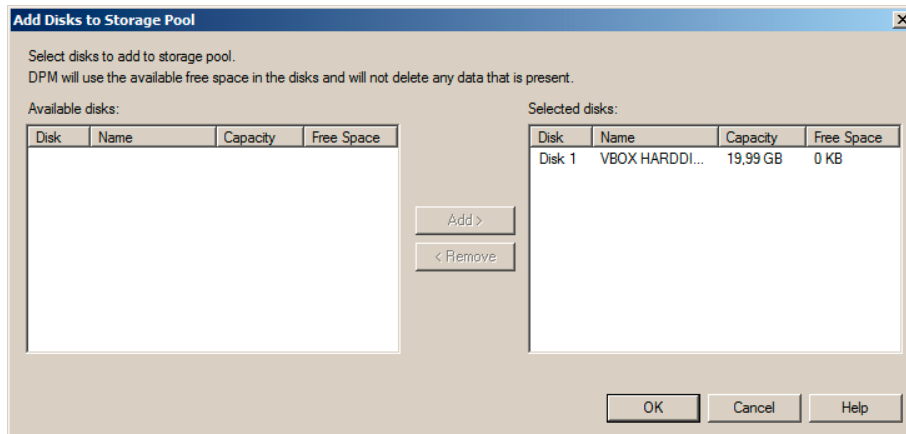 Add Disks to Storage Pool
Select disks to add to storage pool.
DPM will use the available free space in the disks and will not delete any data that is present.
Available disks:
Disk Name Capacity Free Space
Selected disks:
Disk Name Capacity Free Space
Disk 1 VBOX HARDDI... 19,99 GB 0 KB
Add >
< Remove
OK Cancel Help